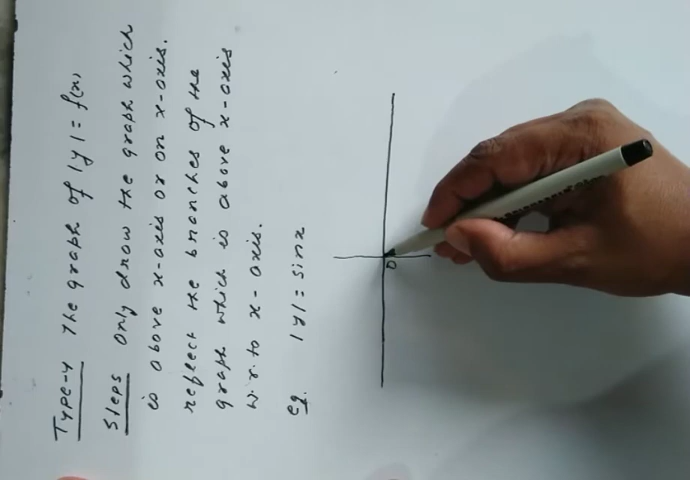 Type-4 The graph of |y| = f(x)
Steps only draw the graph which
is above x-axis or on x-axis.
reflect the branches of the
graph which is above x-axis
w.r.to x-axis.
eg. |y| = sinx
O